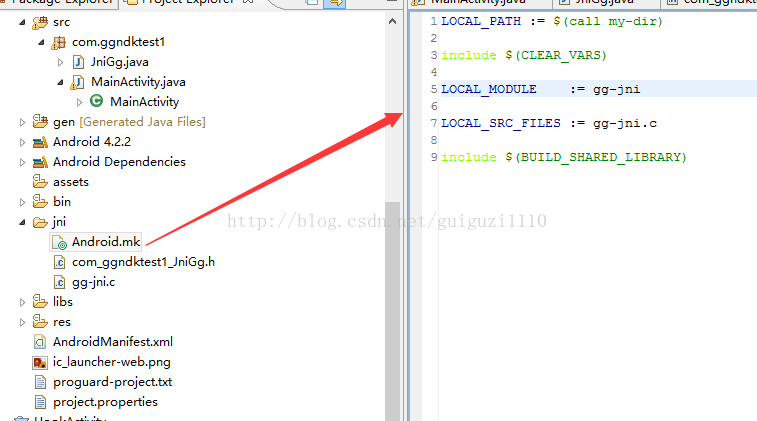 Package Explorer
Project Explorer
src
com.ggndktest1
JniGg.java
MainActivity.java
MainActivity
gen [Generated Java Files]
Android 4.2.2
Android Dependencies
assets
bin
jni
Android.mk
com_ggndktest1_JniGg.h
gg-jni.c
libs
res
AndroidManifest.xml
ic_launcher-web.png
proguard-project.txt
project.properties
HookActivity
MainActivity.java
JniGg.java
com_ggndkt
1 LOCAL_PATH := $(call my-dir)
2
3 include $(CLEAR_VARS)
4
5 LOCAL_MODULE    := gg-jni
6
7 LOCAL_SRC_FILES := gg-jni.c
8
9 include $(BUILD_SHARED_LIBRARY)
http://blog.csdn.net/guiguzi1110